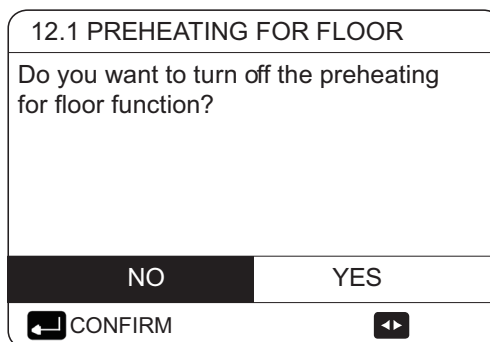 12.1 PREHEATING FOR FLOOR
Do you want to turn off the preheating
for floor function?
NO YES
CONFIRM